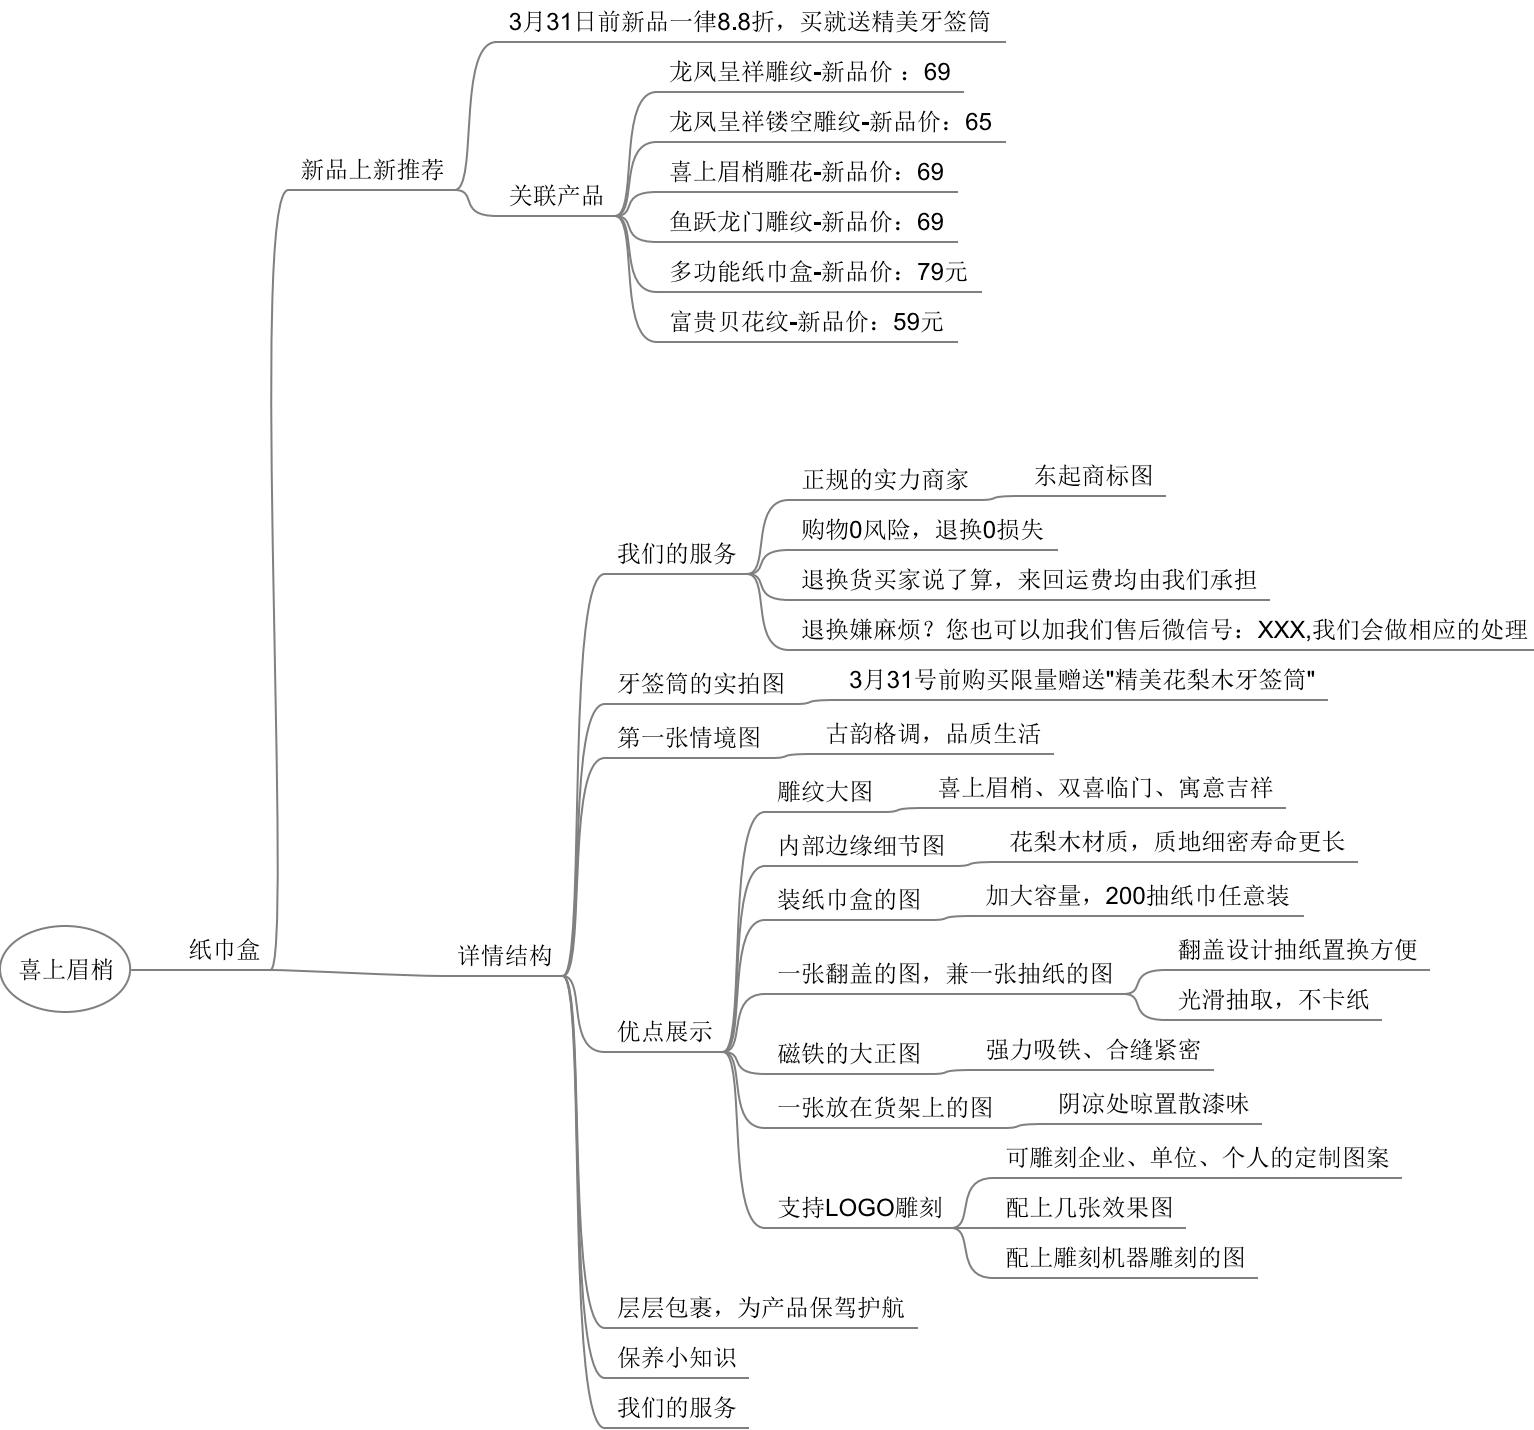 喜上眉梢
纸巾盒
新品上新推荐
3月31日前新品一律8.8折，买就送精美牙签筒
关联产品
龙凤呈祥雕纹-新品价 ：69
龙凤呈祥镂空雕纹-新品价：65
喜上眉梢雕花-新品价：69
鱼跃龙门雕纹-新品价：69
多功能纸巾盒-新品价：79元
富贵贝花纹-新品价：59元
详情结构
我们的服务
正规的实力商家
东起商标图
购物0风险，退换0损失
退换货买家说了算，来回运费均由我们承担
退换嫌麻烦？您也可以加我们售后微信号：XXX,我们会做相应的处理
牙签筒的实拍图
3月31号前购买限量赠送"精美花梨木牙签筒"
第一张情境图
古韵格调，品质生活
优点展示
雕纹大图
喜上眉梢、双喜临门、寓意吉祥
内部边缘细节图
花梨木材质，质地细密寿命更长
装纸巾盒的图
加大容量，200抽纸巾任意装
一张翻盖的图，兼一张抽纸的图
翻盖设计抽纸置换方便
光滑抽取，不卡纸
磁铁的大正图
强力吸铁、合缝紧密
一张放在货架上的图
阴凉处晾置散漆味
支持LOGO雕刻
可雕刻企业、单位、个人的定制图案
配上几张效果图
配上雕刻机器雕刻的图
层层包裹，为产品保驾护航
保养小知识
我们的服务